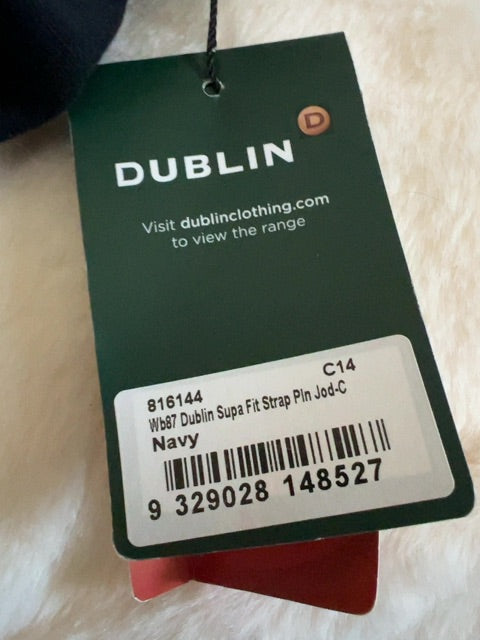 D
DUBLIN
Visit dublinclothing.com
to view the range
816144 C14
Wb87 Dublin Supa Fit Strap Pln Jod-C
Navy
9 329028 148527